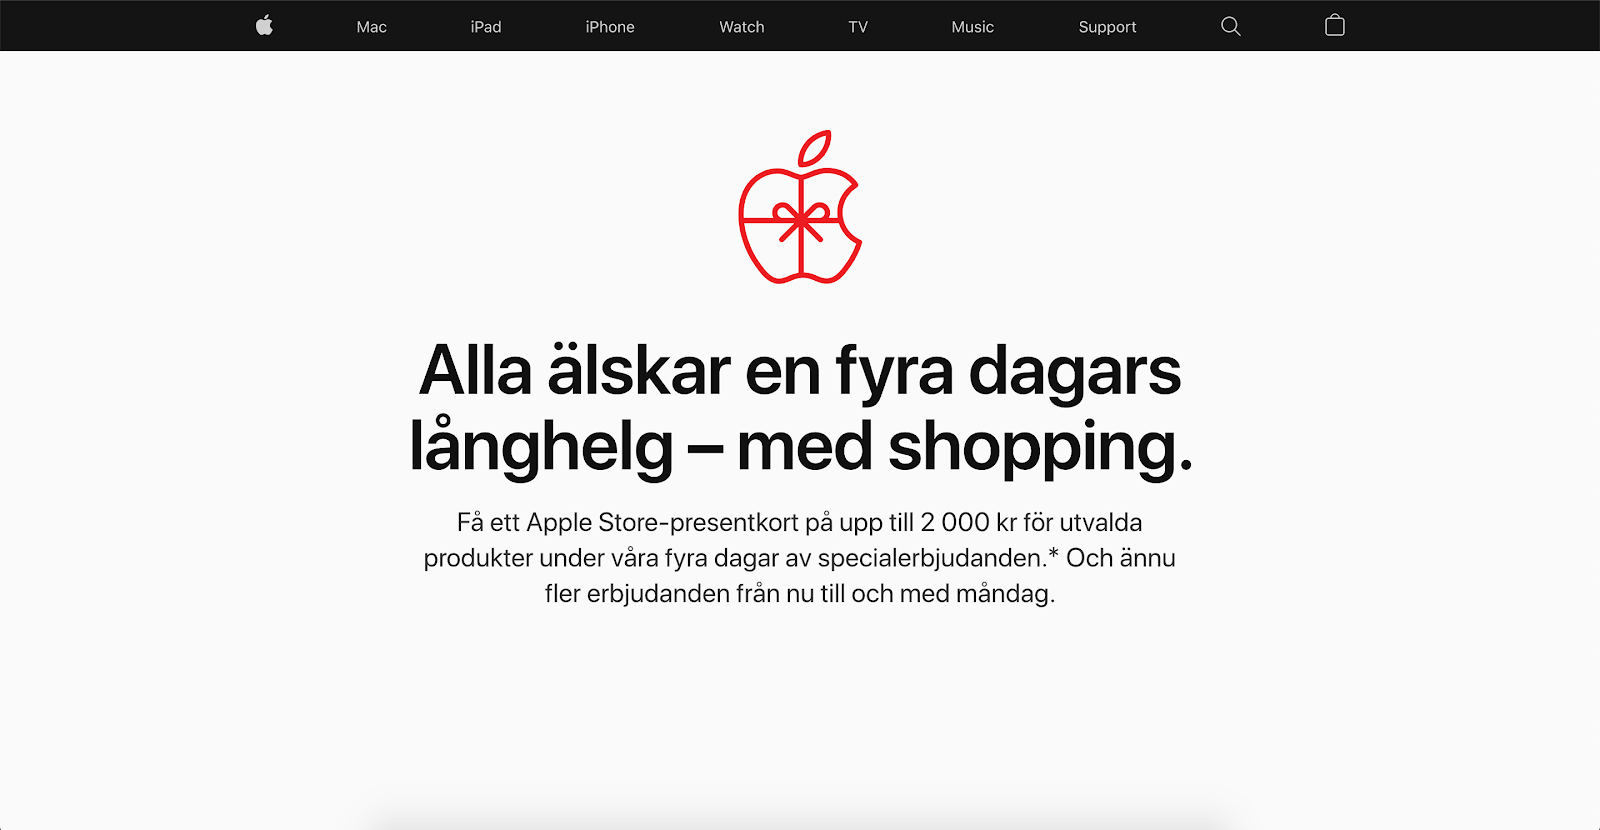 Mac iPad iPhone Watch TV Music Support
Alla älskar en fyra dagars
långhelg – med shopping.
Få ett Apple Store-presentkort på upp till 2 000 kr för utvalda
produkter under våra fyra dagar av specialerbjudanden.* Och ännu
fler erbjudanden från nu till och med måndag.